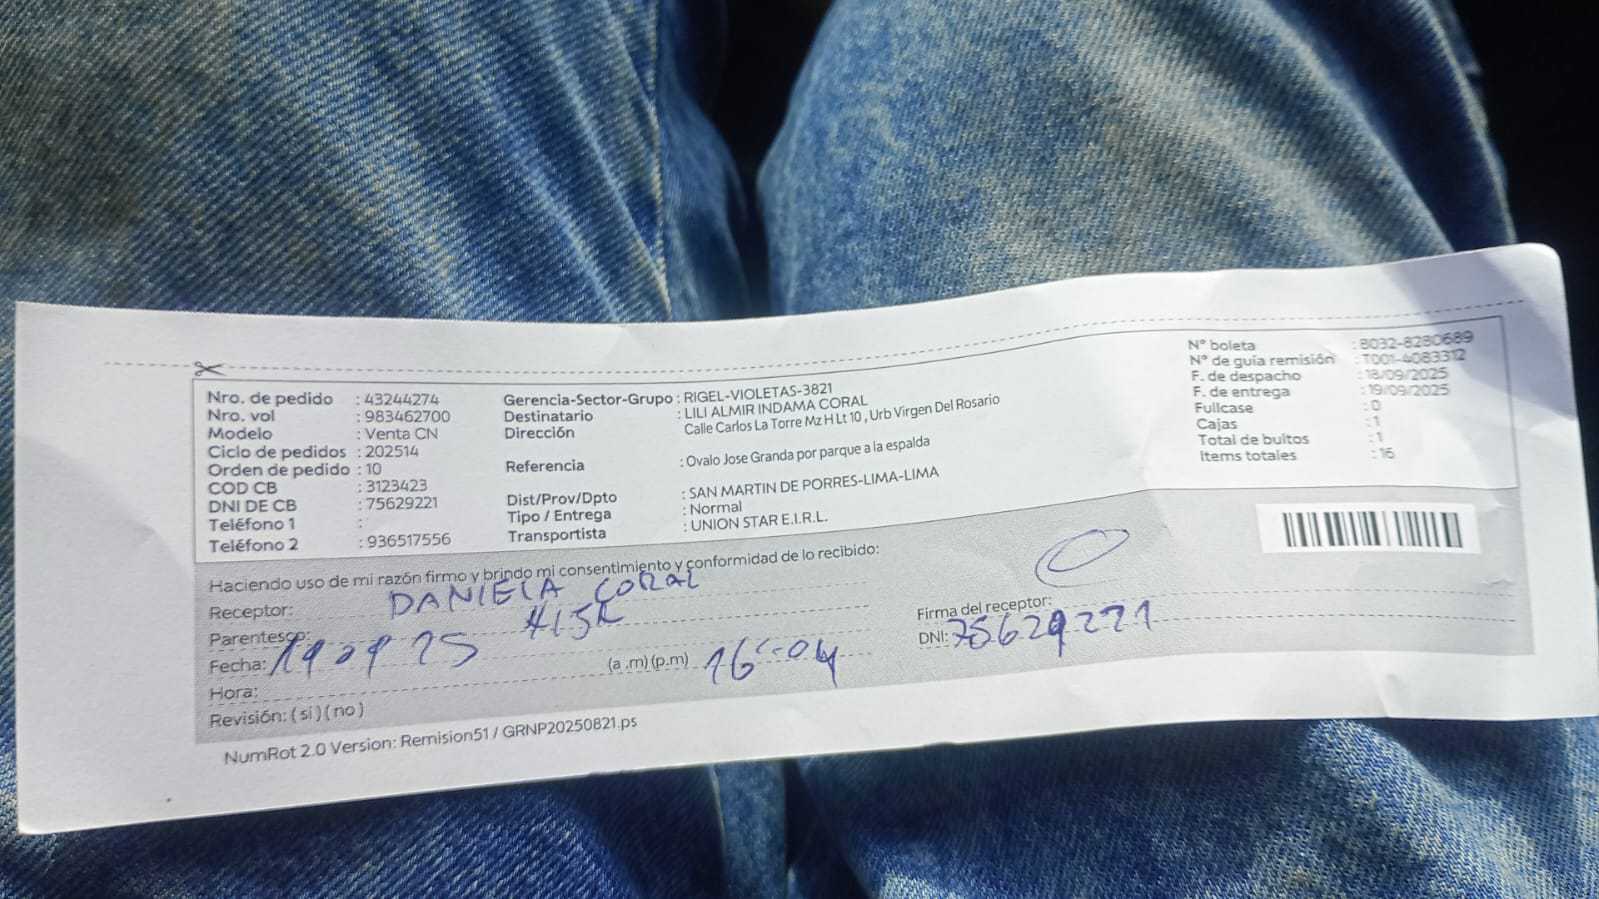 Nro. de pedido : 43244274
Nro. vol : 983462700
Modelo : Venta CN
Ciclo de pedidos : 202514
Orden de pedido : 10
COD CB : 3123423
DNI DE CB : 75629221
Teléfono 1 :
Teléfono 2 : 936517556
Gerencia-Sector-Grupo : RIGEL-VIOLETAS-3821
Destinatario : LILI ALMIR INDAMA CORAL
Dirección : Calle Carlos La Torre Mz H Lt 10 , Urb Virgen Del Rosario
Referencia : Ovalo Jose Granda por parque a la espalda
Dist/Prov/Dpto : SAN MARTIN DE PORRES-LIMA-LIMA
Tipo / Entrega : Normal
Transportista : UNION STAR E.I.R.L.
N° boleta : B032-8280689
N° de guía remisión : T001-4083312
F. de despacho : 18/09/2025
F. de entrega : 19/09/2025
Fullcase : 0
Cajas : 1
Total de bultos : 1
Items totales : 16
Haciendo uso de mi razón firmo y brindo mi consentimiento y conformidad de lo recibido:
Receptor: DANIELA CORAL
Parentesco:
Fecha: 19 09 25
(a .m) (p.m) 16:04
Hora:
Revisión: ( si ) ( no )
Firma del receptor:
DNI: 75629221
NumRot 2.0 Version: Remision51 / GRNP20250821.ps